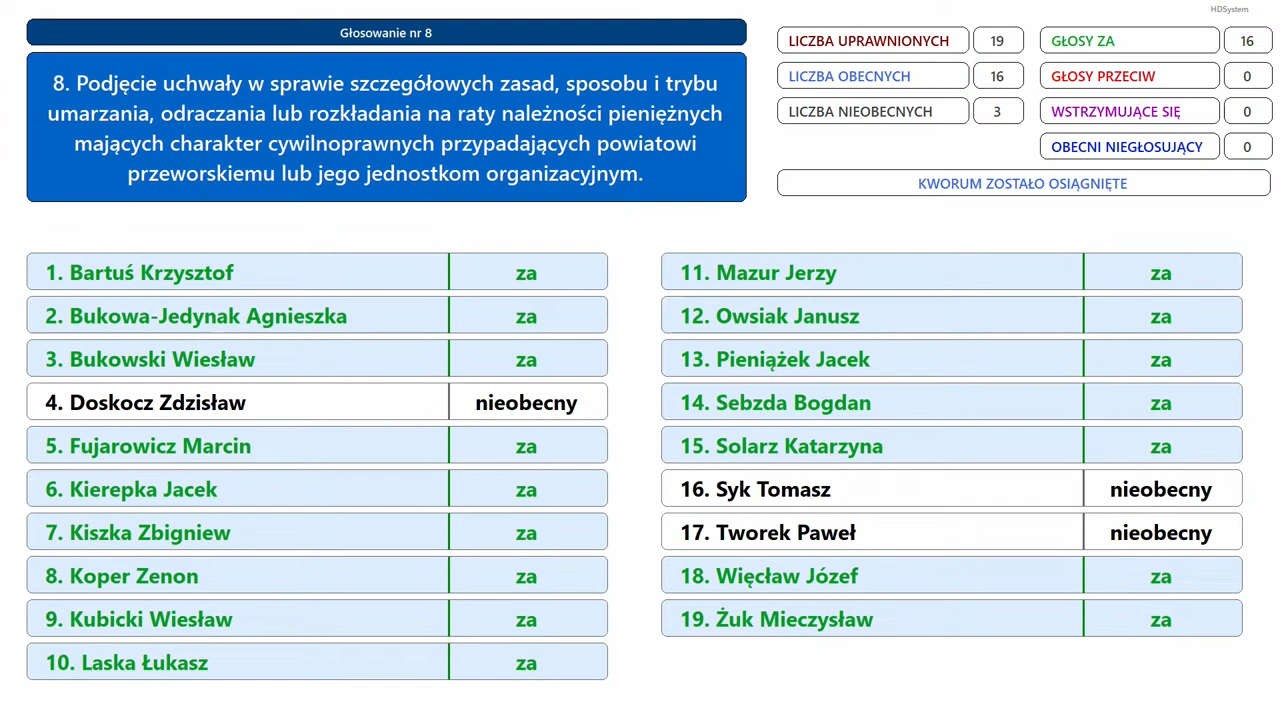 HDSystem
Głosowanie nr 8
8. Podjęcie uchwały w sprawie szczegółowych zasad, sposobu i trybu
umarzania, odraczania lub rozkładania na raty należności pieniężnych
mających charakter cywilnoprawnych przypadających powiatowi
przeworskiemu lub jego jednostkom organizacyjnym.
LICZBA UPRAWNIONYCH 19
LICZBA OBECNYCH 16
LICZBA NIEOBECNYCH 3
GŁOSY ZA 16
GŁOSY PRZECIW 0
WSTRZYMUJĄCE SIĘ 0
OBECNI NIEGŁOSUJĄCY 0
KWORUM ZOSTAŁO OSIĄGNIĘTE
1. Bartuś Krzysztof za
2. Bukowa-Jedynak Agnieszka za
3. Bukowski Wiesław za
4. Doskocz Zdzisław nieobecny
5. Fujarowicz Marcin za
6. Kierepka Jacek za
7. Kiszka Zbigniew za
8. Koper Zenon za
9. Kubicki Wiesław za
10. Laska Łukasz za
11. Mazur Jerzy za
12. Owsiak Janusz za
13. Pieniążek Jacek za
14. Sebzda Bogdan za
15. Solarz Katarzyna za
16. Syk Tomasz nieobecny
17. Tworek Paweł nieobecny
18. Więcław Józef za
19. Żuk Mieczysław za